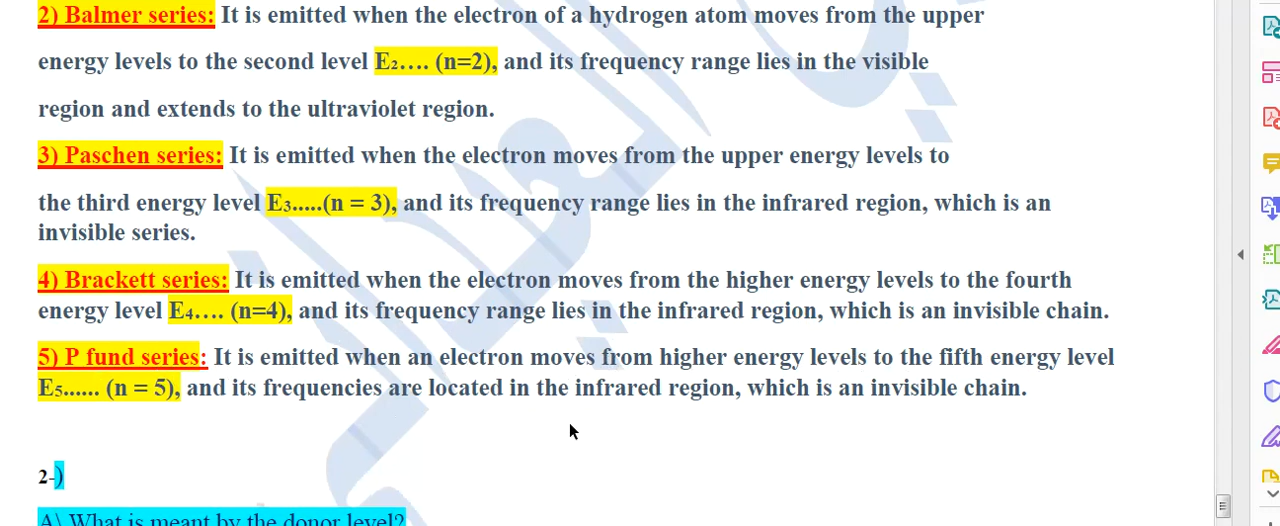 2) Balmer series: It is emitted when the electron of a hydrogen atom moves from the upper
energy levels to the second level E₂…. (n=2), and its frequency range lies in the visible
region and extends to the ultraviolet region.
3) Paschen series: It is emitted when the electron moves from the upper energy levels to
the third energy level E₃.....(n = 3), and its frequency range lies in the infrared region, which is an
invisible series.
4) Brackett series: It is emitted when the electron moves from the higher energy levels to the fourth
energy level E₄…. (n=4), and its frequency range lies in the infrared region, which is an invisible chain.
5) P fund series: It is emitted when an electron moves from higher energy levels to the fifth energy level
E₅...... (n = 5), and its frequencies are located in the infrared region, which is an invisible chain.
2-)
A\ What is meant by the donor level?